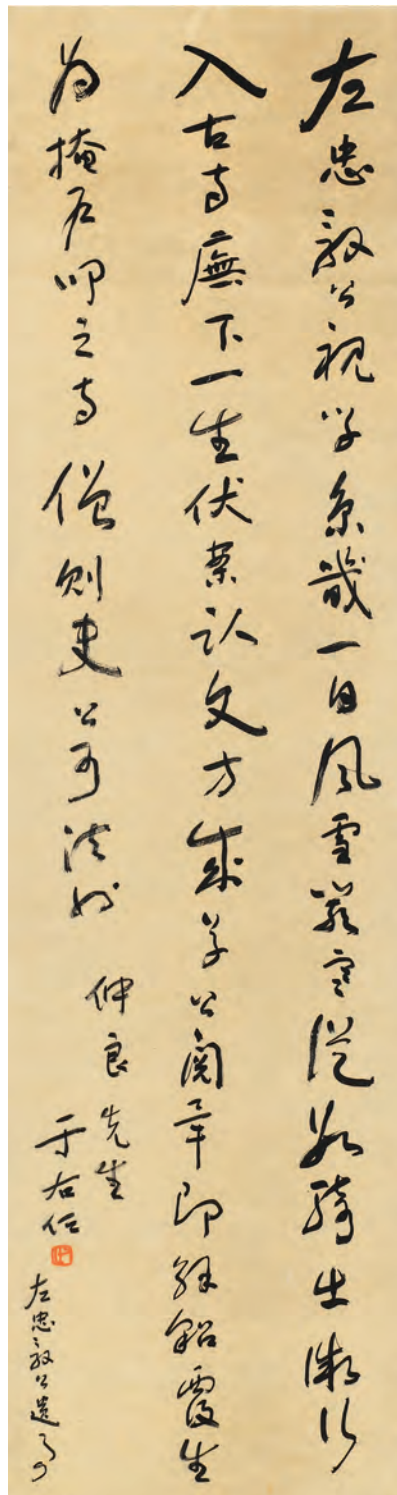 左忠毅公視学京畿一日風雪嚴寒從數騎出微行
入古寺廡下一生伏案臥文方成草公閱畢即解貂覆生
為掩戶叩之寺僧則史公可法也
仲良先生
于右任
左忠毅公遺事